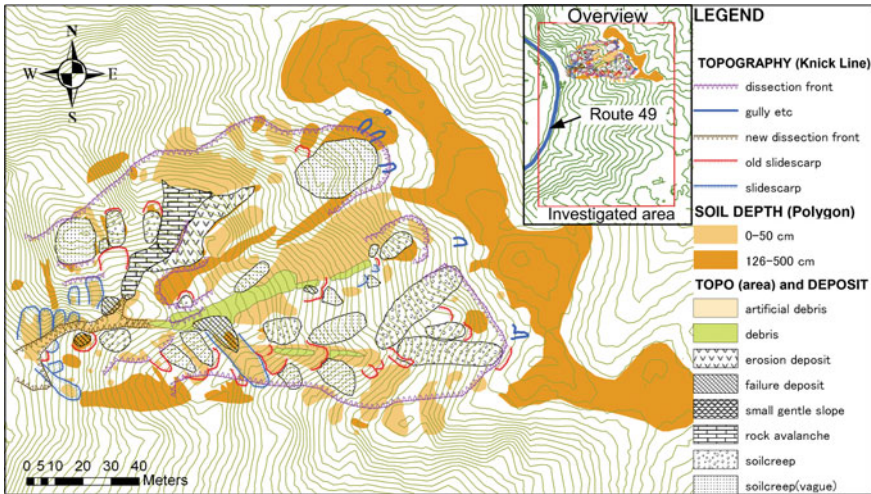 N
W E
S
Overview
Route 49
Investigated area
0 5 10 20 30 40
Meters
LEGEND
TOPOGRAPHY (Knick Line)
dissection front
gully etc
new dissection front
old slidescarp
slidescarp
SOIL DEPTH (Polygon)
0-50 cm
126-500 cm
TOPO (area) and DEPOSIT
artificial debris
debris
erosion deposit
failure deposit
small gentle slope
rock avalanche
soilcreep
soilcreep(vague)